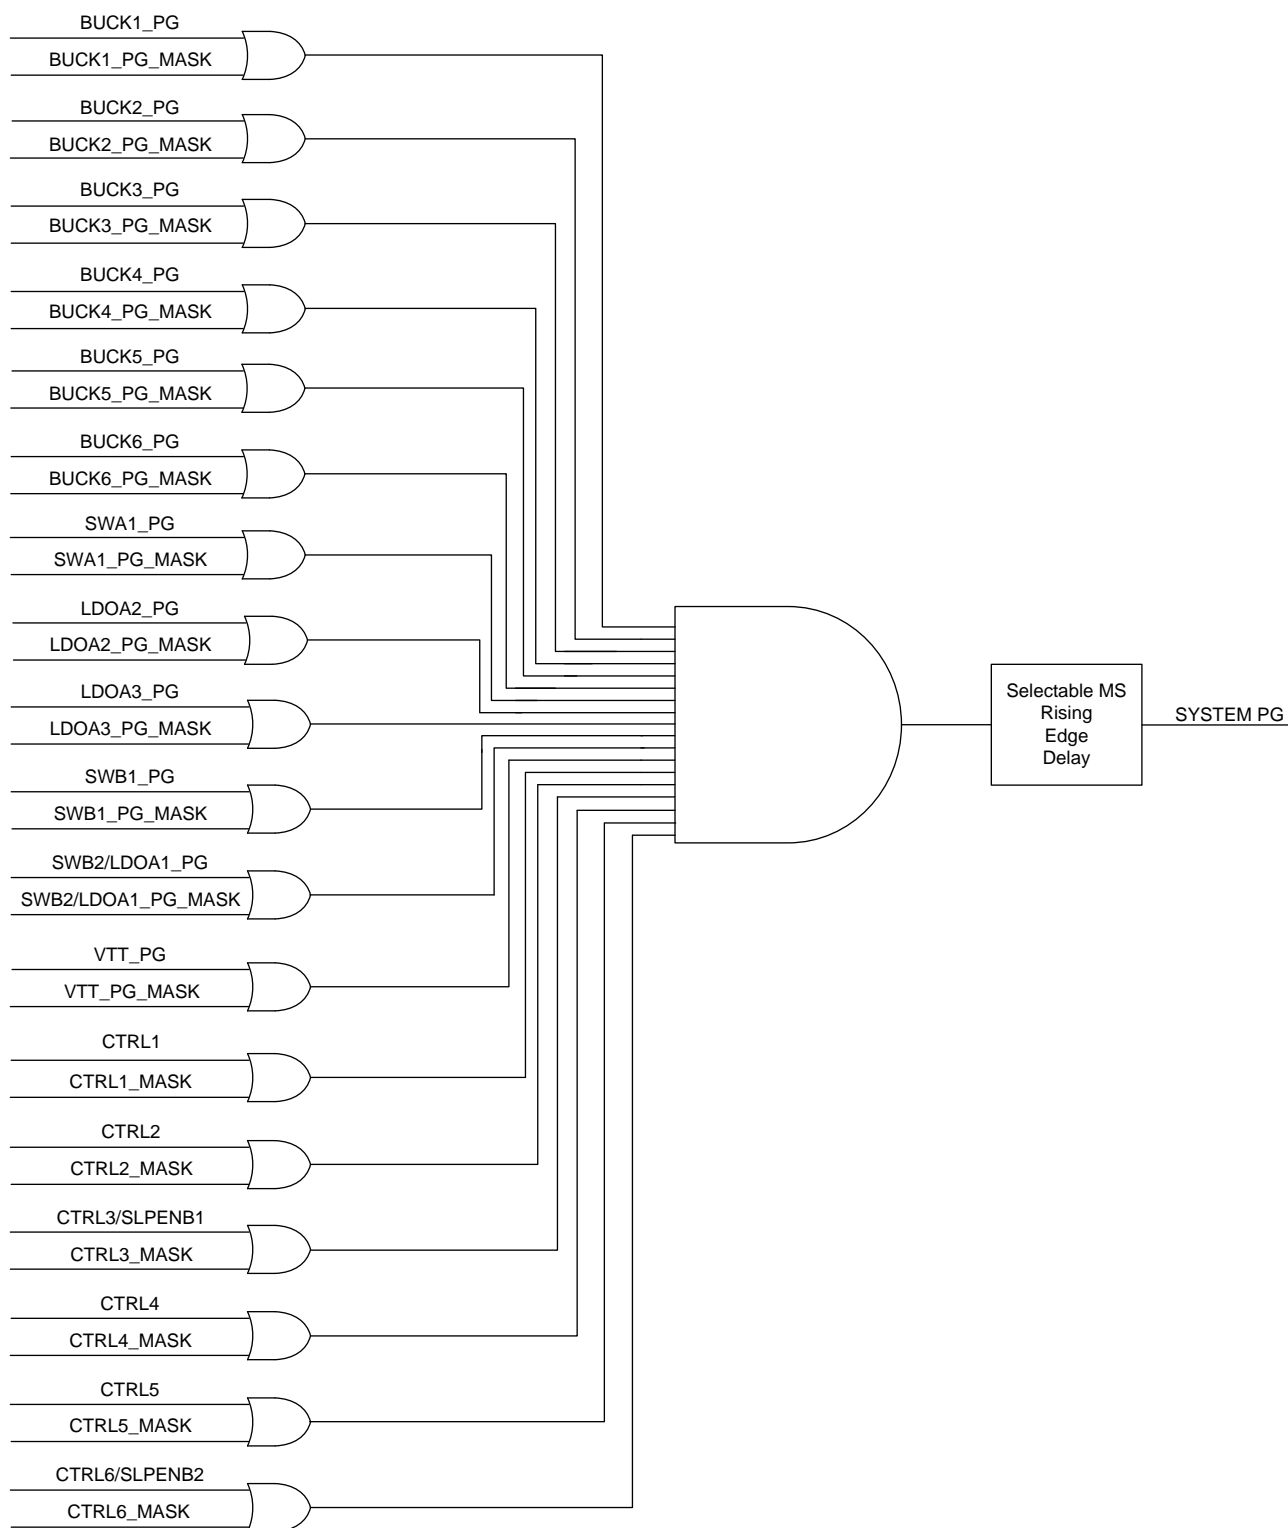 BUCK1_PG
BUCK1_PG_MASK
BUCK2_PG
BUCK2_PG_MASK
BUCK3_PG
BUCK3_PG_MASK
BUCK4_PG
BUCK4_PG_MASK
BUCK5_PG
BUCK5_PG_MASK
BUCK6_PG
BUCK6_PG_MASK
SWA1_PG
SWA1_PG_MASK
LDOA2_PG
LDOA2_PG_MASK
LDOA3_PG
LDOA3_PG_MASK
SWB1_PG
SWB1_PG_MASK
SWB2/LDOA1_PG
SWB2/LDOA1_PG_MASK
VTT_PG
VTT_PG_MASK
CTRL1
CTRL1_MASK
CTRL2
CTRL2_MASK
CTRL3/SLPENB1
CTRL3_MASK
CTRL4
CTRL4_MASK
CTRL5
CTRL5_MASK
CTRL6/SLPENB2
CTRL6_MASK
Selectable MS
Rising
Edge
Delay
SYSTEM PG